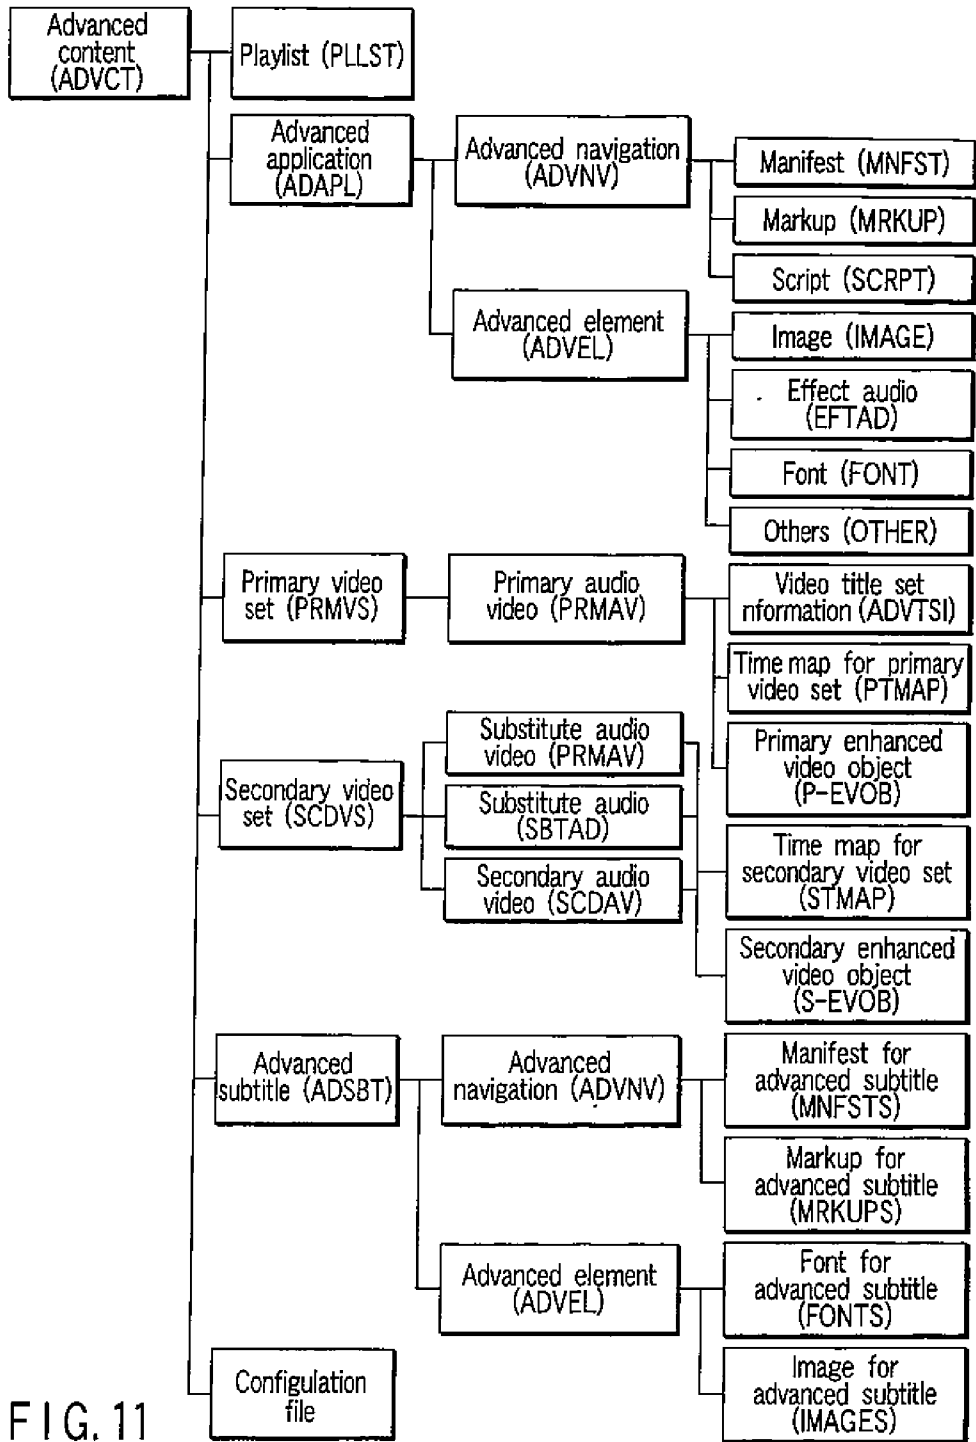 Advanced
content
(ADVCT)
Playlist (PLLST)
Advanced
application
(ADAPL)
Advanced navigation
(ADVNV)
Manifest (MNFST)
Markup (MRKUP)
Script (SCRPT)
Advanced element
(ADVEL)
Image (IMAGE)
Effect audio
(EFTAD)
Font (FONT)
Others (OTHER)
Primary video
set (PRMVS)
Primary audio
video (PRMAV)
Video title set
nformation (ADVTSI)
Time map for primary
video set (PTMAP)
Primary enhanced
video object
(P-EVOB)
Secondary video
set (SCDVS)
Substitute audio
video (PRMAV)
Substitute audio
(SBTAD)
Secondary audio
video (SCDAV)
Time map for
secondary video set
(STMAP)
Secondary enhanced
video object
(S-EVOB)
Advanced
subtitle (ADSBT)
Advanced
navigation (ADVNV)
Manifest for
advanced subtitle
(MNFSTS)
Markup for
advanced subtitle
(MRKUPS)
Advanced element
(ADVEL)
Font for
advanced subtitle
(FONTS)
Image for
advanced subtitle
(IMAGES)
Configulation
file
FIG. 11